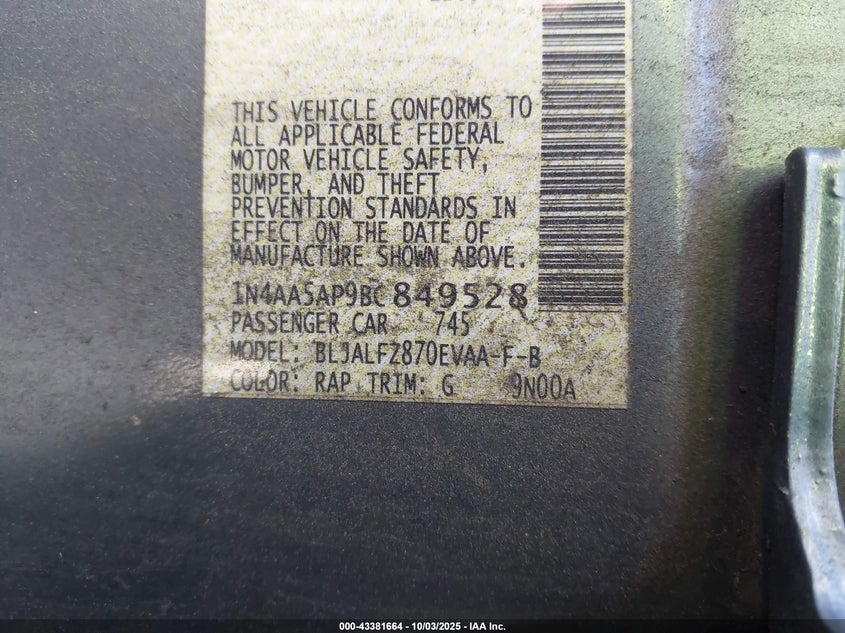 THIS VEHICLE CONFORMS TO
ALL APPLICABLE FEDERAL
MOTOR VEHICLE SAFETY,
BUMPER, AND THEFT
PREVENTION STANDARDS IN
EFFECT ON THE DATE OF
MANUFACTURE SHOWN ABOVE.
1N4AA5AP9BC849528
PASSENGER CAR 745
MODEL: BLJALFZ870EVAA-F-B
COLOR: RAP TRIM: G 9N00A
000-43381664 - 10/03/2025 - IAA Inc.